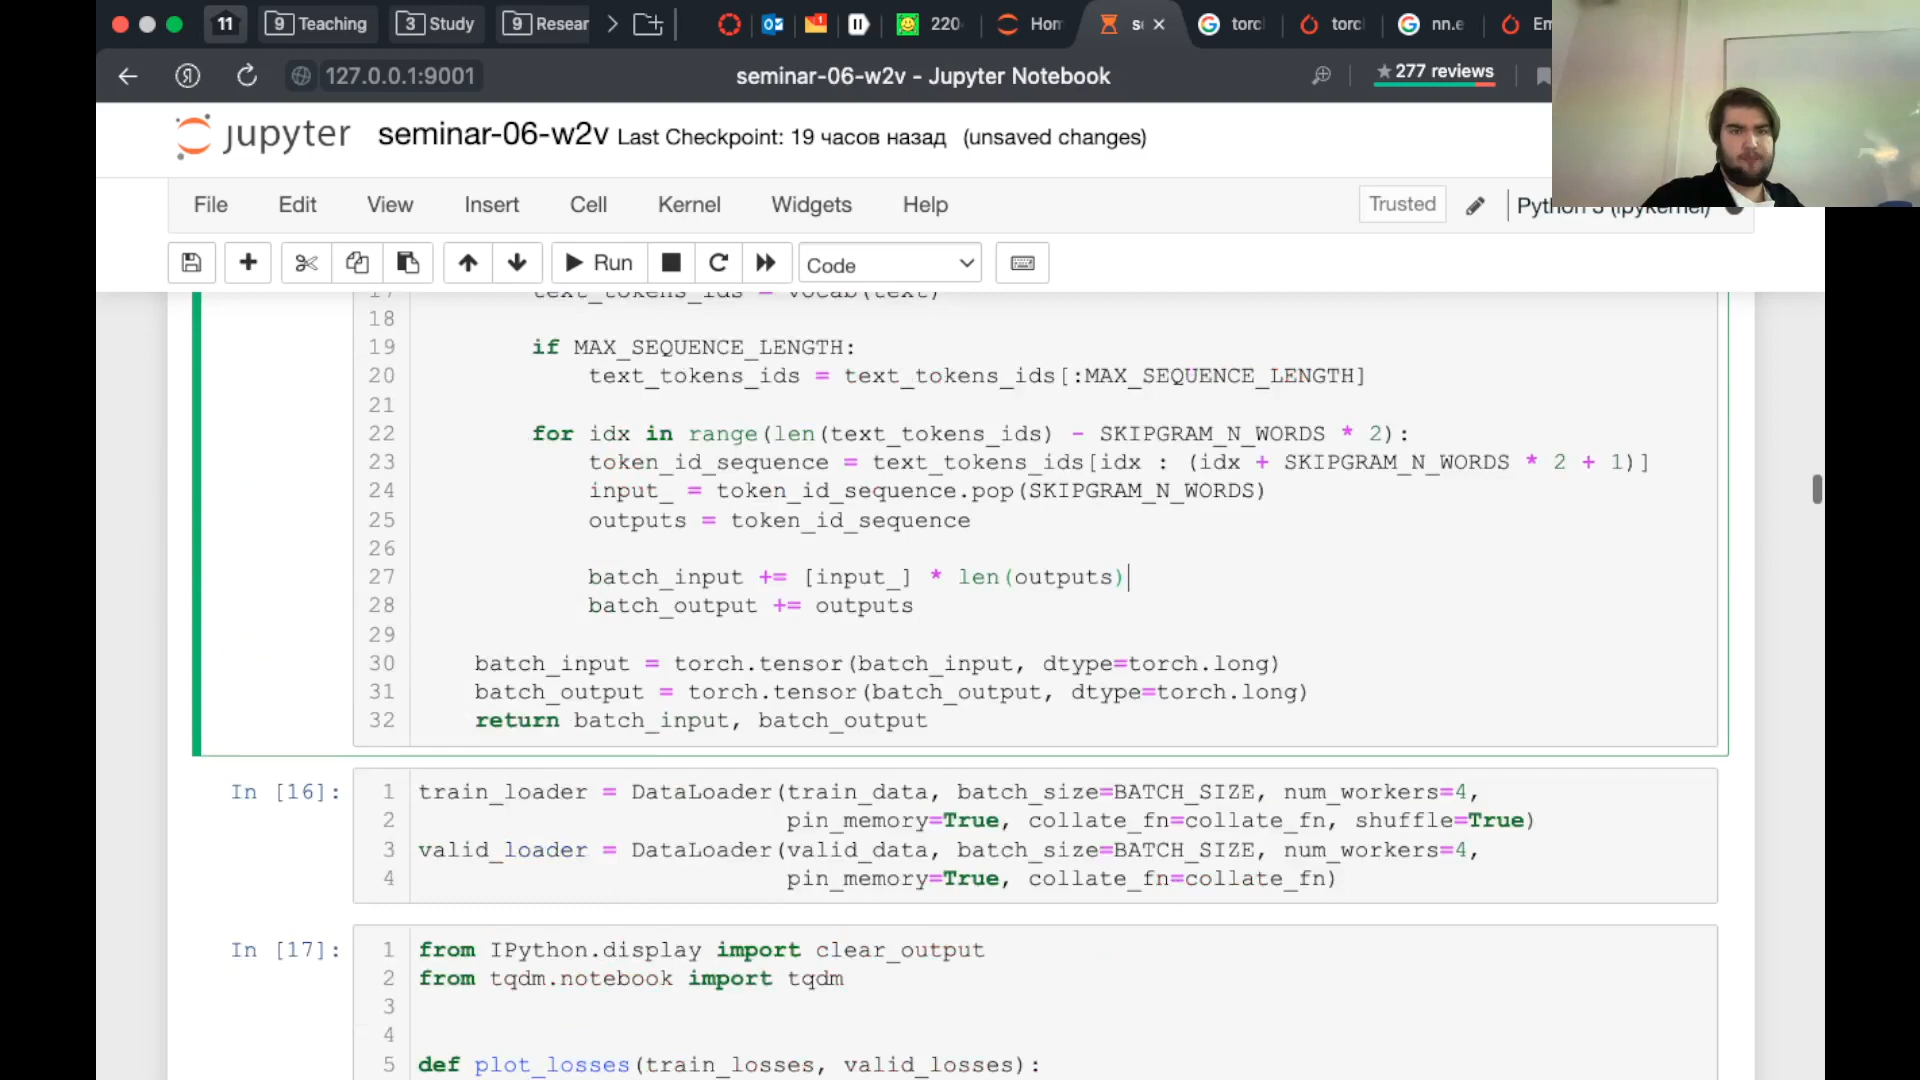 11
9 Teaching
3 Study
9 Resear
220
Hom
torc
torc
nn.e
Em
127.0.0.1:9001
seminar-06-w2v - Jupyter Notebook
★277 reviews
jupyter seminar-06-w2v Last Checkpoint: 19 часов назад (unsaved changes)
File Edit View Insert Cell Kernel Widgets Help
Trusted
Python 3 (ipykernel)
Run
Code
17 text_tokens_ids = vocab(text)
18
19 if MAX_SEQUENCE_LENGTH:
20 text_tokens_ids = text_tokens_ids[:MAX_SEQUENCE_LENGTH]
21
22 for idx in range(len(text_tokens_ids) - SKIPGRAM_N_WORDS * 2):
23 token_id_sequence = text_tokens_ids[idx : (idx + SKIPGRAM_N_WORDS * 2 + 1)]
24 input_ = token_id_sequence.pop(SKIPGRAM_N_WORDS)
25 outputs = token_id_sequence
26
27 batch_input += [input_] * len(outputs)
28 batch_output += outputs
29
30 batch_input = torch.tensor(batch_input, dtype=torch.long)
31 batch_output = torch.tensor(batch_output, dtype=torch.long)
32 return batch_input, batch_output
In [16]:
1 train_loader = DataLoader(train_data, batch_size=BATCH_SIZE, num_workers=4,
2 pin_memory=True, collate_fn=collate_fn, shuffle=True)
3 valid_loader = DataLoader(valid_data, batch_size=BATCH_SIZE, num_workers=4,
4 pin_memory=True, collate_fn=collate_fn)
In [17]:
1 from IPython.display import clear_output
2 from tqdm.notebook import tqdm
3
4
5 def plot_losses(train_losses, valid_losses):